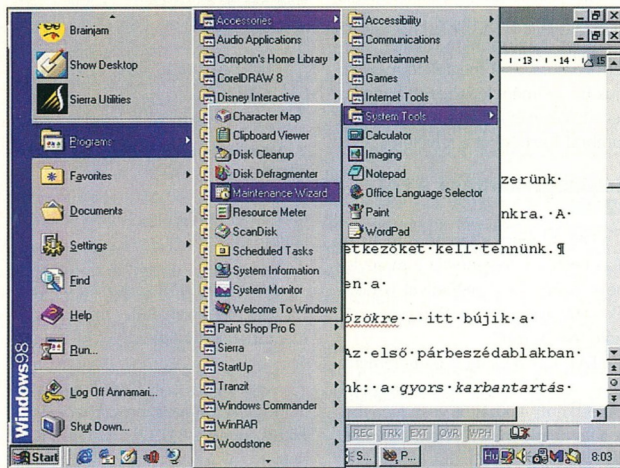 Brainjam
Show Desktop
Sierra Utilities
Programs
Favorites
Documents
Settings
Find
Help
Run...
Log Off Annamari...
Shut Down...
Windows98
Accessories
Audio Applications
Compton's Home Library
CorelDRAW 8
Disney Interactive
Character Map
Clipboard Viewer
Disk Cleanup
Disk Defragmenter
Maintenance Wizard
Resource Meter
ScanDisk
Scheduled Tasks
System Information
System Monitor
Welcome To Windows
Paint Shop Pro 6
Sierra
StartUp
Tranzit
Windows Commander
WinRAR
Woodstone
Accessibility
Communications
Entertainment
Games
Internet Tools
System Tools
Calculator
Imaging
Notepad
Office Language Selector
Paint
WordPad
·13·ı·14·ı·15
zerünk·
nkra.·A·
etkezőket·kell·tennünk.¶
en·a·
özökre·–·itt·bújik·a·
Az·első·párbeszédablakban·
nk:·a·gyors·karbantartás·
REC TRK EXT OVR WPH
Start
S...
P...
Hu
8:03